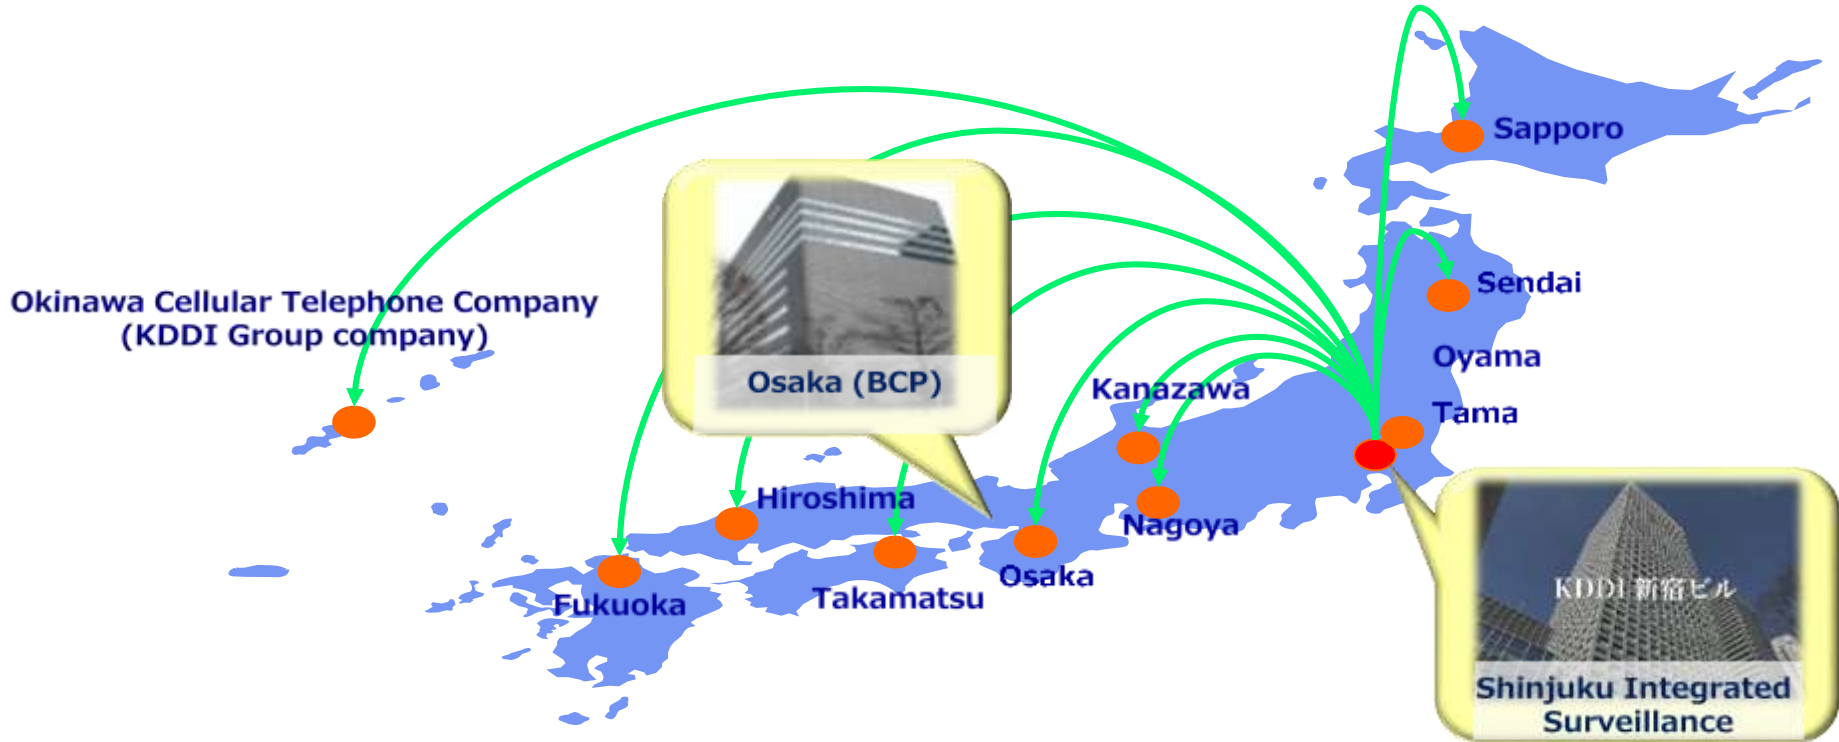 Sapporo
Sendai
Okinawa Cellular Telephone Company
(KDDI Group company)
Oyama
Osaka (BCP)
Kanazawa
Tama
Hiroshima
Nagoya
Osaka
Takamatsu
Fukuoka
KDDI 新宿ビル
Shinjuku Integrated
Surveillance